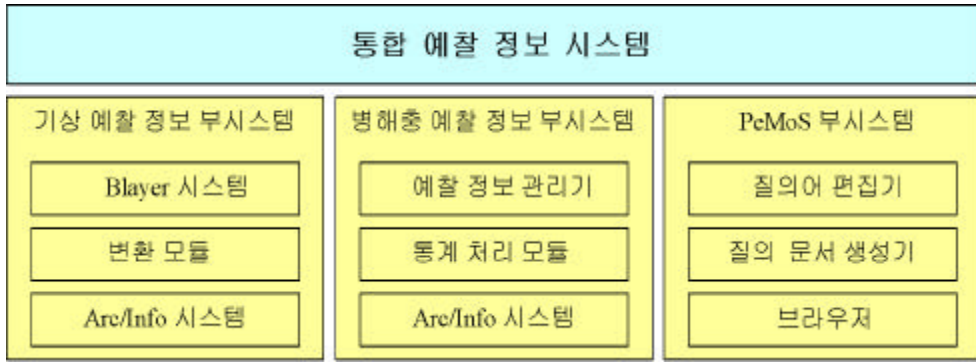 통합 예찰 정보 시스템
기상 예찰 정보 부시스템
Blayer 시스템
변환 모듈
Arc/Info 시스템
병해충 예찰 정보 부시스템
예찰 정보 관리기
통계 처리 모듈
Arc/Info 시스템
PeMoS 부시스템
질의어 편집기
질의 문서 생성기
브라우저